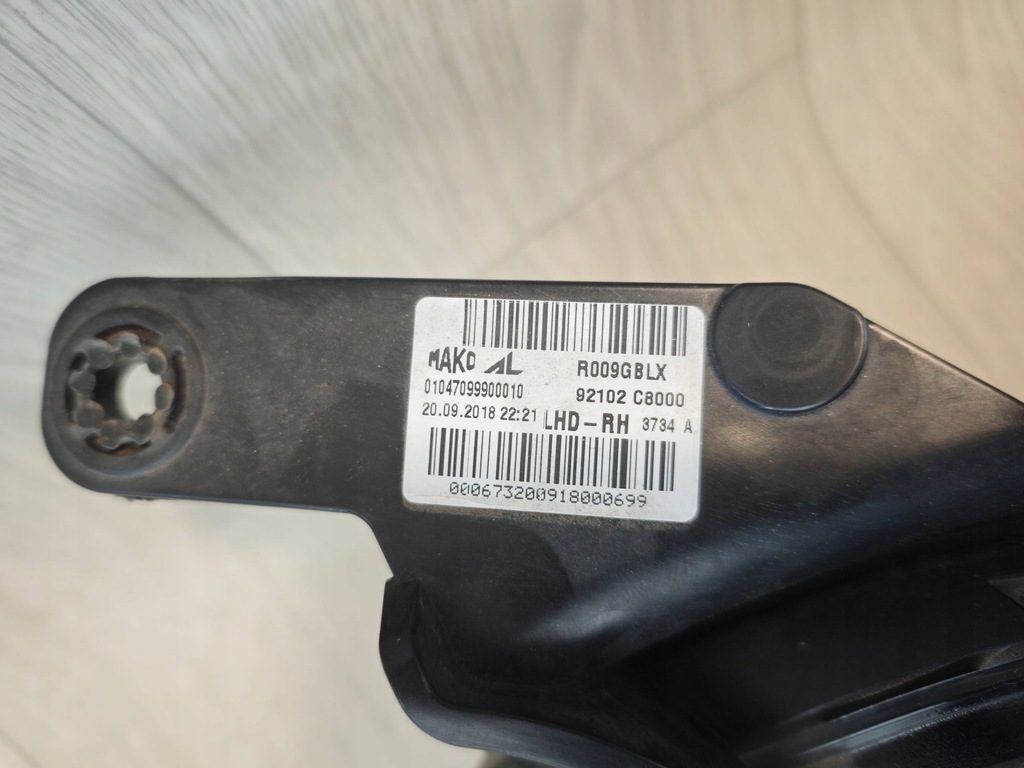 MAKO AL R009GBLX
01047099900010 92102 C8000
20.09.2018 22:21 LHD-RH 3734 A
000673200918000699